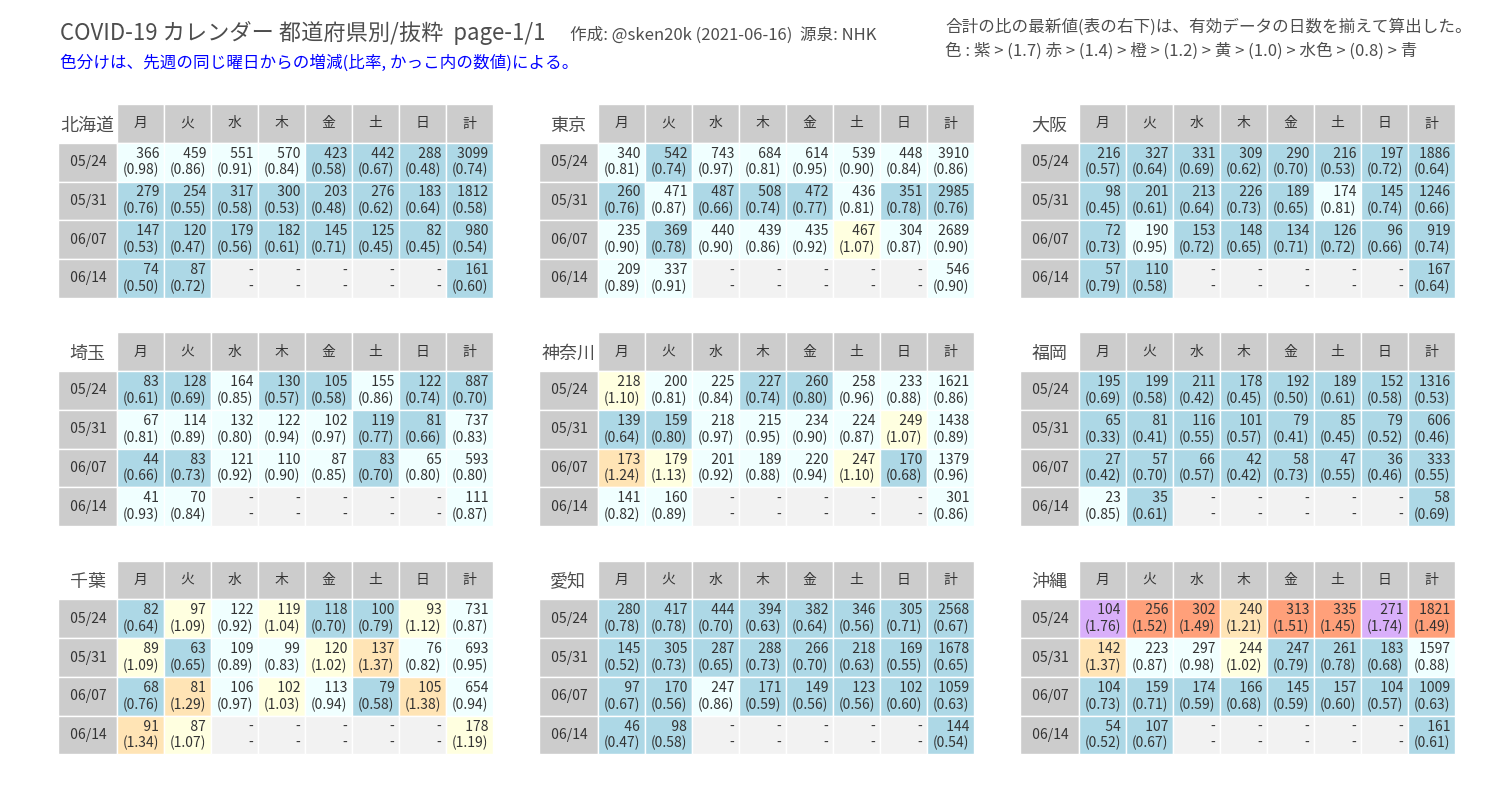 COVID-19 カレンダー 都道府県別/抜粋 page-1/1 作成: @sken20k (2021-06-16) 源泉: NHK
合計の比の最新値(表の右下)は、有効データの日数を揃えて算出した。
色分けは、先週の同じ曜日からの増減(比率, かっこ内の数値)による。
色 : 紫 > (1.7) 赤 > (1.4) > 橙 > (1.2) > 黄 > (1.0) > 水色 > (0.8) > 青
北海道 月 火 水 木 金 土 日 計
05/24 366 459 551 570 423 442 288 3099
(0.98) (0.86) (0.91) (0.84) (0.58) (0.67) (0.48) (0.74)
05/31 279 254 317 300 203 276 183 1812
(0.76) (0.55) (0.58) (0.53) (0.48) (0.62) (0.64) (0.58)
06/07 147 120 179 182 145 125 82 980
(0.53) (0.47) (0.56) (0.61) (0.71) (0.45) (0.45) (0.54)
06/14 74 87 - - - - - 161
(0.50) (0.72) - - - - - (0.60)
東京 月 火 水 木 金 土 日 計
05/24 340 542 743 684 614 539 448 3910
(0.81) (0.74) (0.97) (0.81) (0.95) (0.90) (0.84) (0.86)
05/31 260 471 487 508 472 436 351 2985
(0.76) (0.87) (0.66) (0.74) (0.77) (0.81) (0.78) (0.76)
06/07 235 369 440 439 435 467 304 2689
(0.90) (0.78) (0.90) (0.86) (0.92) (1.07) (0.87) (0.90)
06/14 209 337 - - - - - 546
(0.89) (0.91) - - - - - (0.90)
大阪 月 火 水 木 金 土 日 計
05/24 216 327 331 309 290 216 197 1886
(0.57) (0.64) (0.69) (0.62) (0.70) (0.53) (0.72) (0.64)
05/31 98 201 213 226 189 174 145 1246
(0.45) (0.61) (0.64) (0.73) (0.65) (0.81) (0.74) (0.66)
06/07 72 190 153 148 134 126 96 919
(0.73) (0.95) (0.72) (0.65) (0.71) (0.72) (0.66) (0.74)
06/14 57 110 - - - - - 167
(0.79) (0.58) - - - - - (0.64)
埼玉 月 火 水 木 金 土 日 計
05/24 83 128 164 130 105 155 122 887
(0.61) (0.69) (0.85) (0.57) (0.58) (0.86) (0.74) (0.70)
05/31 67 114 132 122 102 119 81 737
(0.81) (0.89) (0.80) (0.94) (0.97) (0.77) (0.66) (0.83)
06/07 44 83 121 110 87 83 65 593
(0.66) (0.73) (0.92) (0.90) (0.85) (0.70) (0.80) (0.80)
06/14 41 70 - - - - - 111
(0.93) (0.84) - - - - - (0.87)
神奈川 月 火 水 木 金 土 日 計
05/24 218 200 225 227 260 258 233 1621
(1.10) (0.81) (0.84) (0.74) (0.80) (0.96) (0.88) (0.86)
05/31 139 159 218 215 234 224 249 1438
(0.64) (0.80) (0.97) (0.95) (0.90) (0.87) (1.07) (0.89)
06/07 173 179 201 189 220 247 170 1379
(1.24) (1.13) (0.92) (0.88) (0.94) (1.10) (0.68) (0.96)
06/14 141 160 - - - - - 301
(0.82) (0.89) - - - - - (0.86)
福岡 月 火 水 木 金 土 日 計
05/24 195 199 211 178 192 189 152 1316
(0.69) (0.58) (0.42) (0.45) (0.50) (0.61) (0.58) (0.53)
05/31 65 81 116 101 79 85 79 606
(0.33) (0.41) (0.55) (0.57) (0.41) (0.45) (0.52) (0.46)
06/07 27 57 66 42 58 47 36 333
(0.42) (0.70) (0.57) (0.42) (0.73) (0.55) (0.46) (0.55)
06/14 23 35 - - - - - 58
(0.85) (0.61) - - - - - (0.69)
千葉 月 火 水 木 金 土 日 計
05/24 82 97 122 119 118 100 93 731
(0.64) (1.09) (0.92) (1.04) (0.70) (0.79) (1.12) (0.87)
05/31 89 63 109 99 120 137 76 693
(1.09) (0.65) (0.89) (0.83) (1.02) (1.37) (0.82) (0.95)
06/07 68 81 106 102 113 79 105 654
(0.76) (1.29) (0.97) (1.03) (0.94) (0.58) (1.38) (0.94)
06/14 91 87 - - - - - 178
(1.34) (1.07) - - - - - (1.19)
愛知 月 火 水 木 金 土 日 計
05/24 280 417 444 394 382 346 305 2568
(0.78) (0.78) (0.70) (0.63) (0.64) (0.56) (0.71) (0.67)
05/31 145 305 287 288 266 218 169 1678
(0.52) (0.73) (0.65) (0.73) (0.70) (0.63) (0.55) (0.65)
06/07 97 170 247 171 149 123 102 1059
(0.67) (0.56) (0.86) (0.59) (0.56) (0.56) (0.60) (0.63)
06/14 46 98 - - - - - 144
(0.47) (0.58) - - - - - (0.54)
沖縄 月 火 水 木 金 土 日 計
05/24 104 256 302 240 313 335 271 1821
(1.76) (1.52) (1.49) (1.21) (1.51) (1.45) (1.74) (1.49)
05/31 142 223 297 244 247 261 183 1597
(1.37) (0.87) (0.98) (1.02) (0.79) (0.78) (0.68) (0.88)
06/07 104 159 174 166 145 157 104 1009
(0.73) (0.71) (0.59) (0.68) (0.59) (0.60) (0.57) (0.63)
06/14 54 107 - - - - - 161
(0.52) (0.67) - - - - - (0.61)